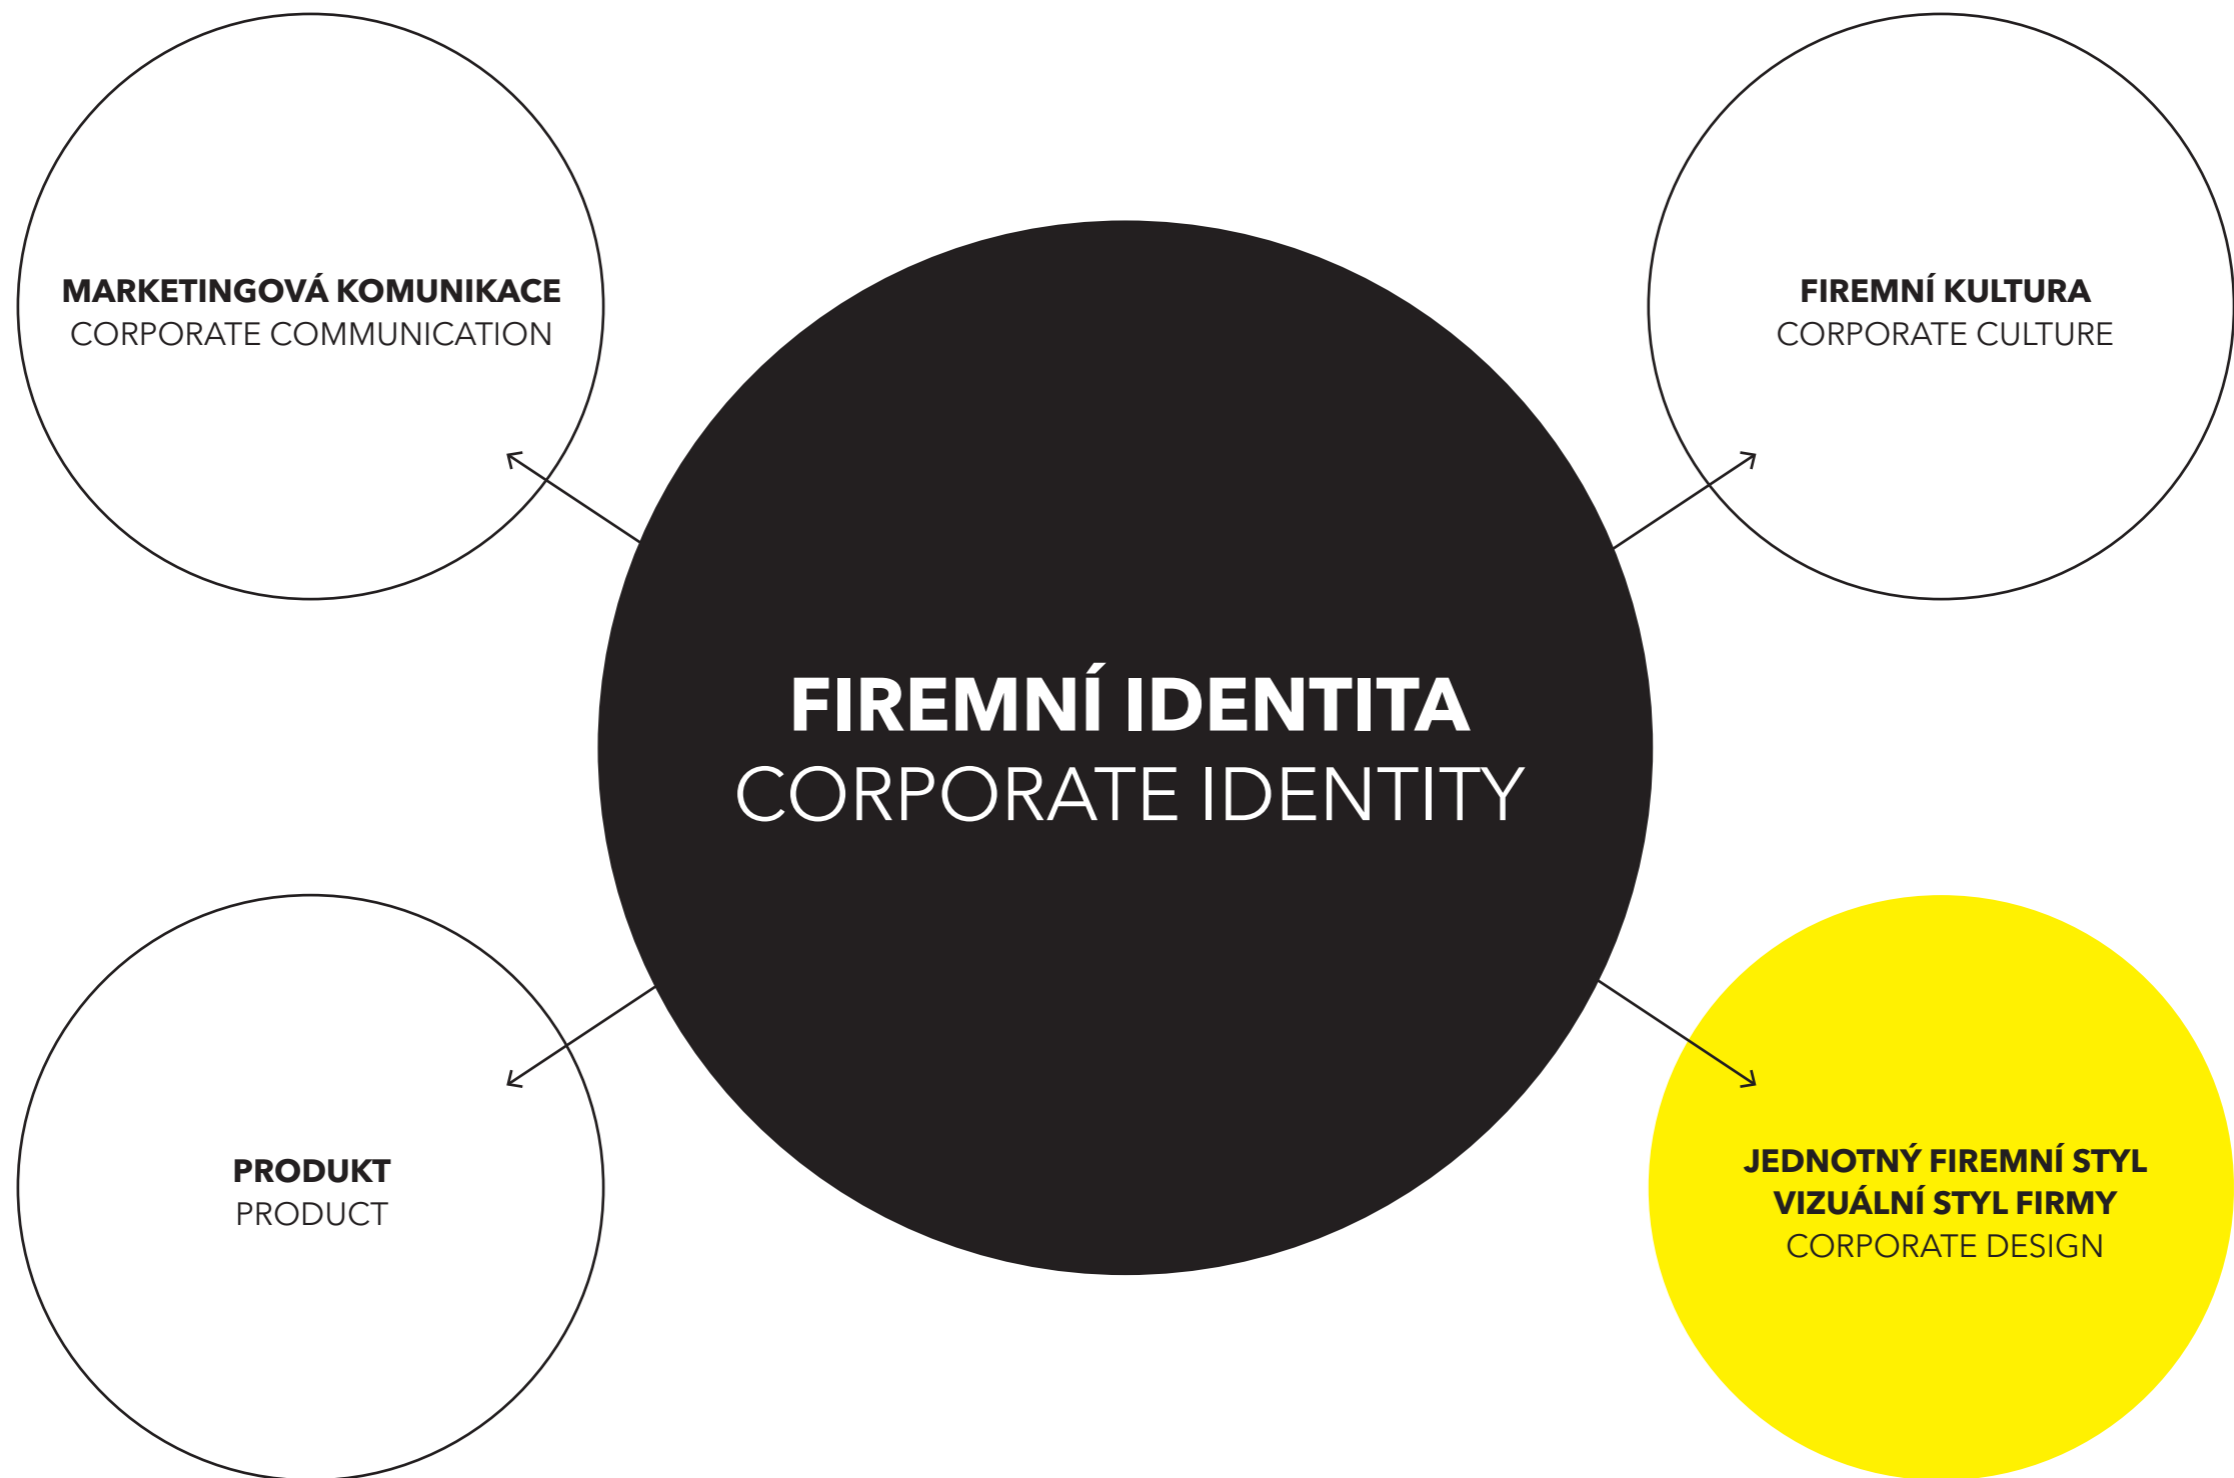 MARKETINGOVÁ KOMUNIKACE
CORPORATE COMMUNICATION
FIREMNÍ KULTURA
CORPORATE CULTURE
FIREMNÍ IDENTITA
CORPORATE IDENTITY
PRODUKT
PRODUCT
JEDNOTNÝ FIREMNÍ STYL
VIZUÁLNÍ STYL FIRMY
CORPORATE DESIGN